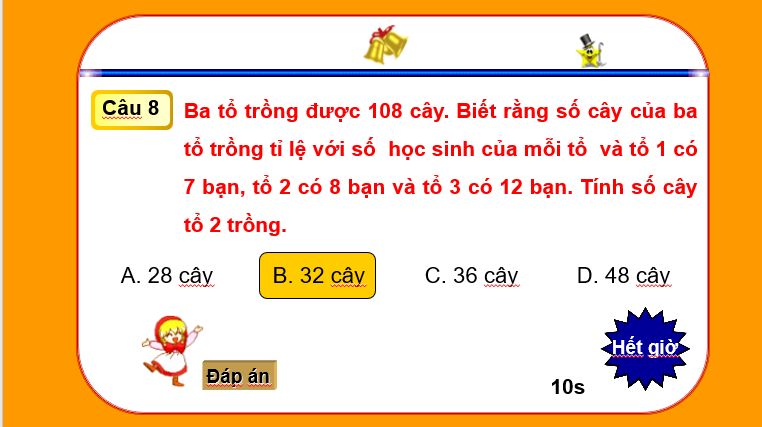 Câu 8
Ba tổ trồng được 108 cây. Biết rằng số cây của ba
tổ trồng tỉ lệ với số học sinh của mỗi tổ và tổ 1 có
7 bạn, tổ 2 có 8 bạn và tổ 3 có 12 bạn. Tính số cây
tổ 2 trồng.
A. 28 cây B. 32 cây C. 36 cây D. 48 cây
Hết giờ
Đáp án
10s